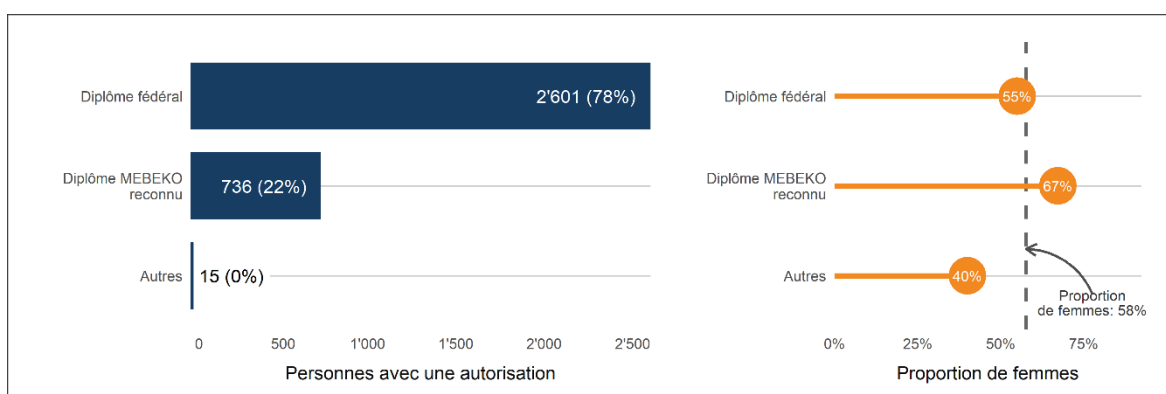 Diplôme fédéral
2'601 (78%)
Diplôme MEBEKO
reconnu
736 (22%)
Autres
15 (0%)
0
500
1'000
1'500
2'000
2'500
Personnes avec une autorisation
Diplôme fédéral
55%
Diplôme MEBEKO
reconnu
67%
Autres
40%
Proportion
de femmes: 58%
0%
25%
50%
75%
Proportion de femmes